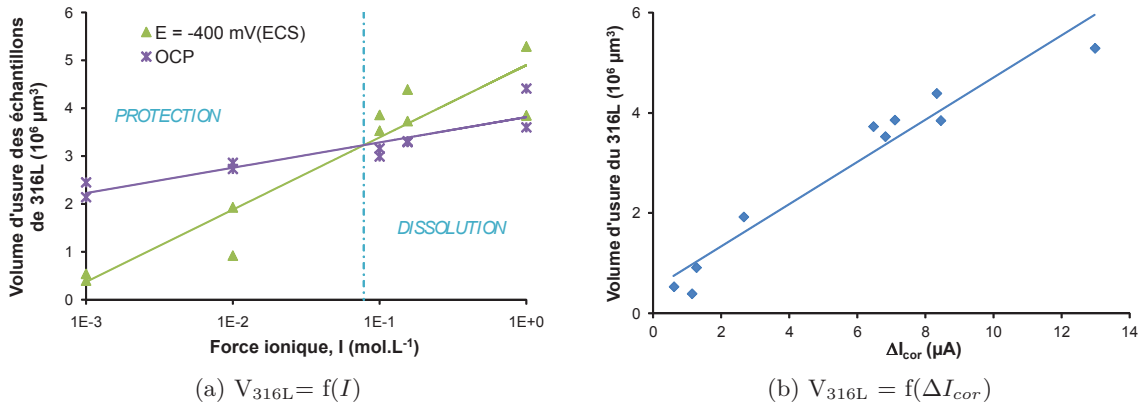 Volume d'usure des échantillons
de 316L (10⁶ µm³)
6
5
4
3
2
1
0
E = -400 mV(ECS)
OCP
PROTECTION
DISSOLUTION
1E-3
1E-2
1E-1
1E+0
Force ionique, I (mol.L⁻¹)
(a) V₃₁₆L= f(I)
Volume d'usure du 316L (10⁶ µm³)
6
4
2
0
0
2
4
6
8
10
12
14
ΔIcor (µA)
(b) V₃₁₆L = f(ΔIcor)